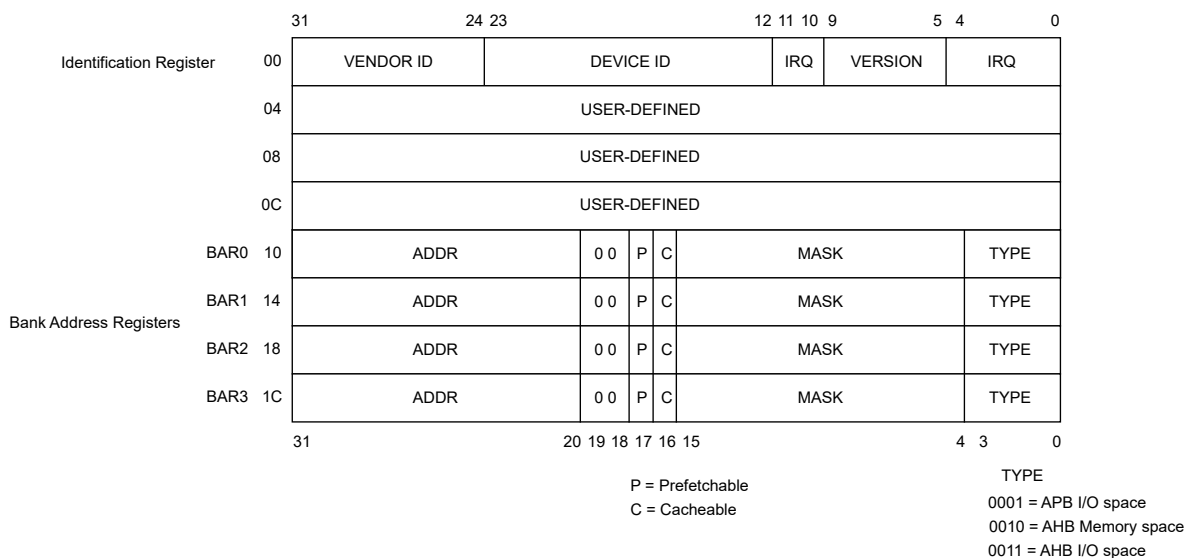 31 24 23 12 11 10 9 5 4 0
Identification Register 00 VENDOR ID DEVICE ID IRQ VERSION IRQ
04 USER-DEFINED
08 USER-DEFINED
0C USER-DEFINED
BAR0 10 ADDR 0 0 P C MASK TYPE
BAR1 14 ADDR 0 0 P C MASK TYPE
Bank Address Registers
BAR2 18 ADDR 0 0 P C MASK TYPE
BAR3 1C ADDR 0 0 P C MASK TYPE
31 20 19 18 17 16 15 4 3 0
P = Prefetchable
C = Cacheable
TYPE
0001 = APB I/O space
0010 = AHB Memory space
0011 = AHB I/O space